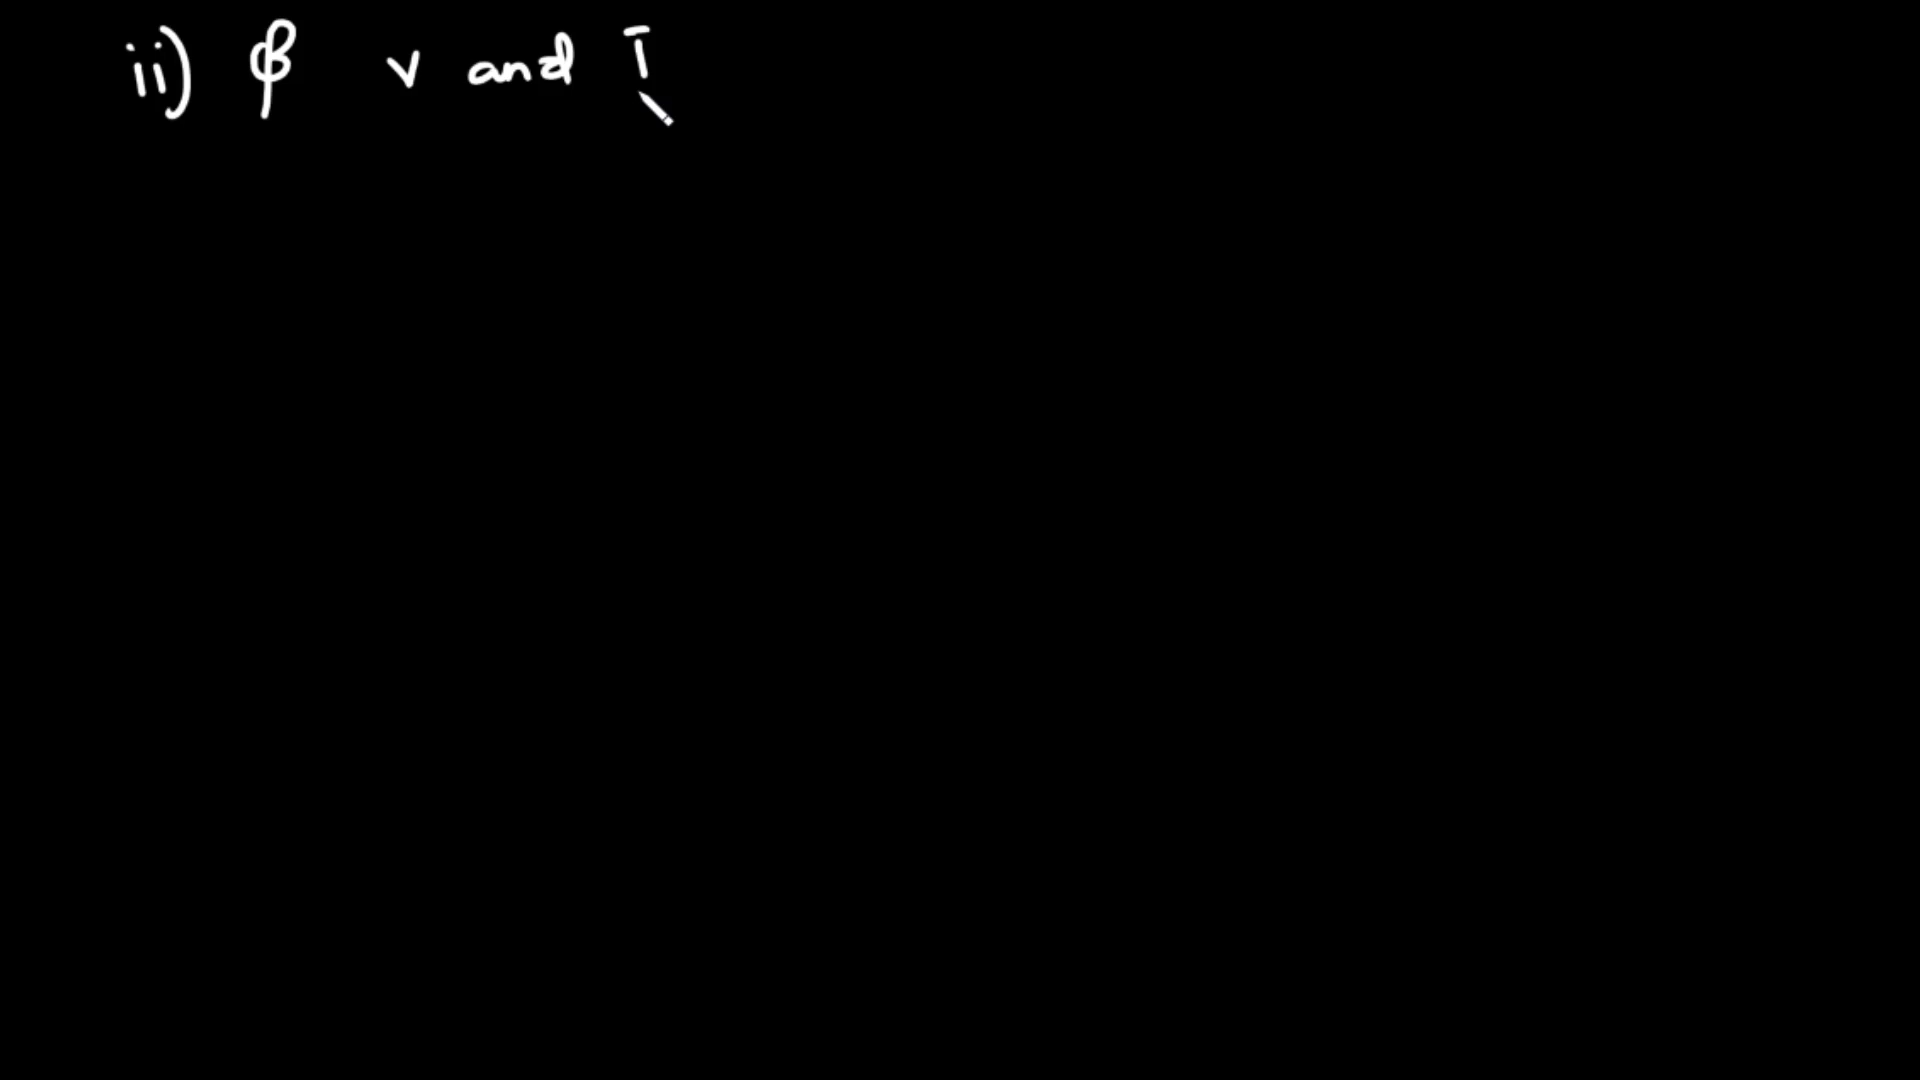 ii) φ v and I